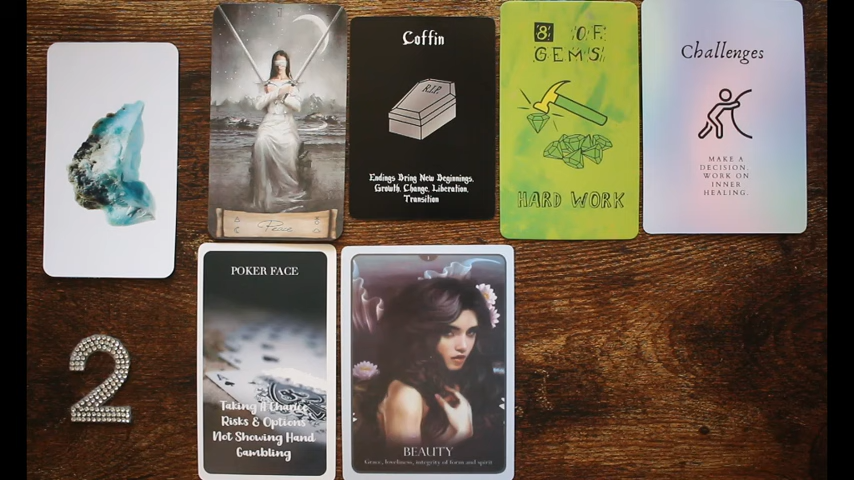 Peace
Coffin
R.I.P.
Endings Bring New Beginnings,
Growth, Change, Liberation,
Transition
8 OF
GEMS
HARD WORK
Challenges
MAKE A
DECISION.
WORK ON
INNER
HEALING.
2
POKER FACE
Taking A Chance
Risks & Options
Not Showing Hand
Gambling
BEAUTY
Grace, loveliness, integrity of form and spirit